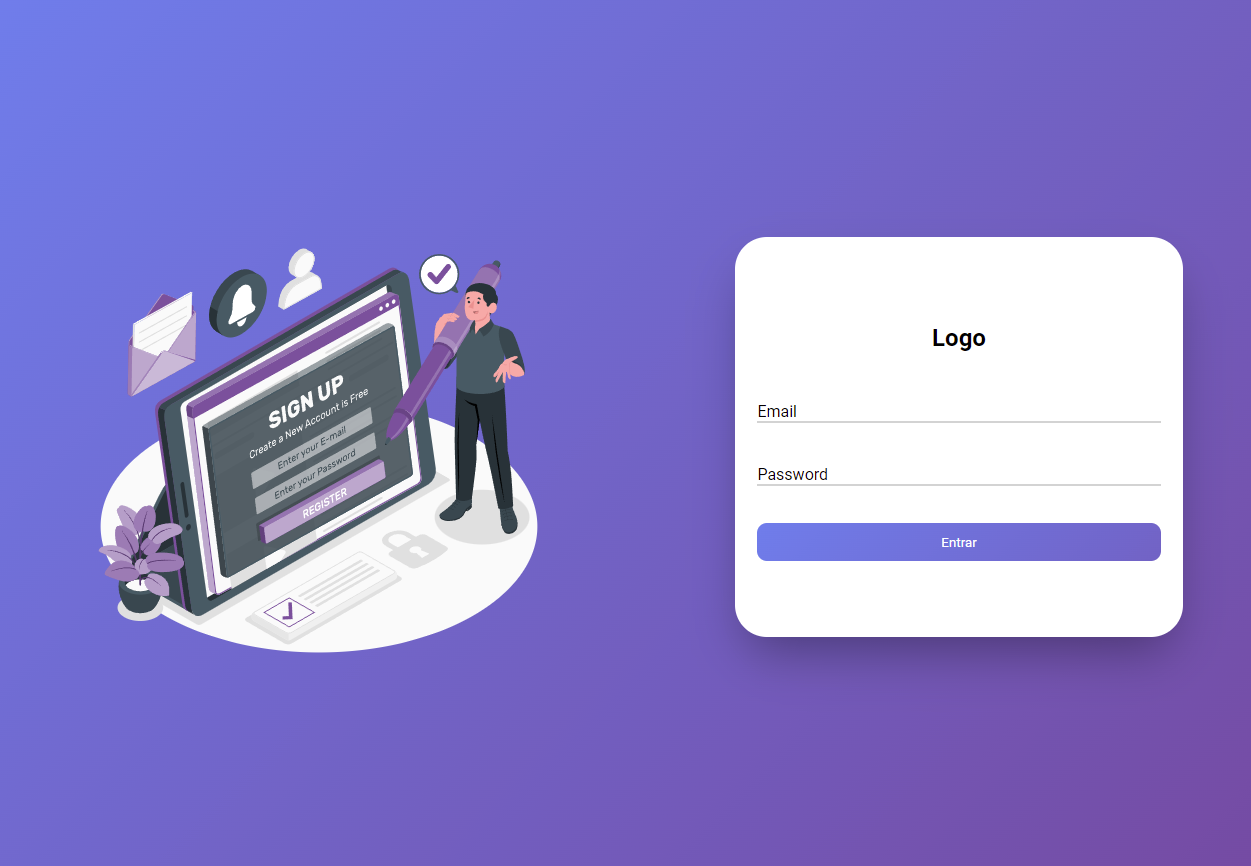 SIGN UP
Create a New Account is Free
Enter your E-mail
Enter your Password
REGISTER
Logo
Email
Password
Entrar